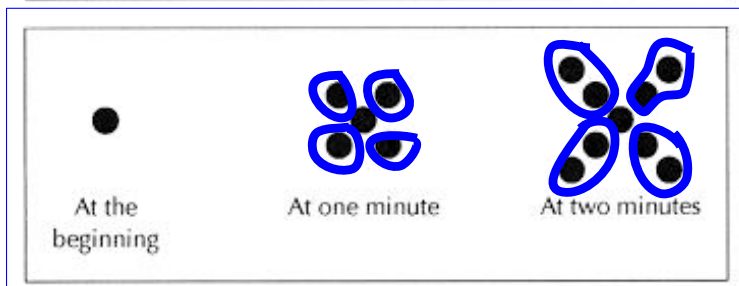 At the
beginning
At one minute
At two minutes